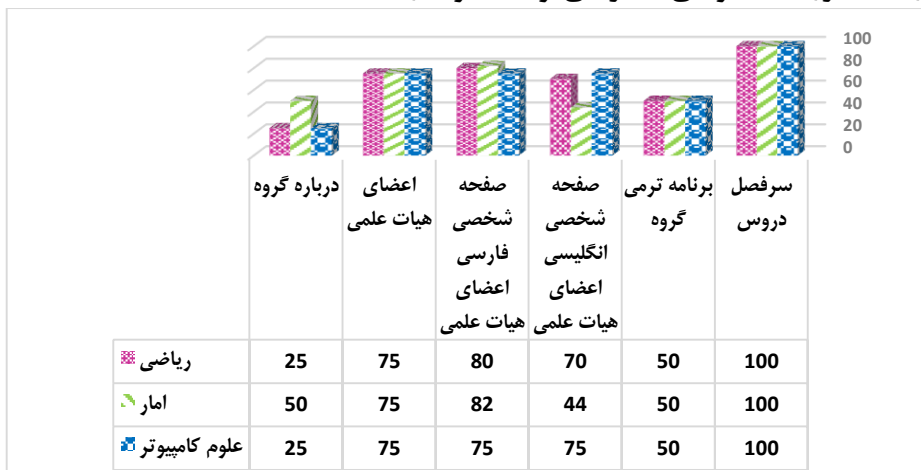 100
80
60
40
20
0
درباره گروه
اعضای
هیات علمی
صفحه
شخصی
فارسی
اعضای
هیات علمی
صفحه
شخصی
انگلیسی
اعضای
هیات علمی
برنامه ترمی
گروه
سرفصل
دروس
ریاضی 25 75 80 70 50 100
امار 50 75 82 44 50 100
علوم کامپیوتر 25 75 75 75 50 100